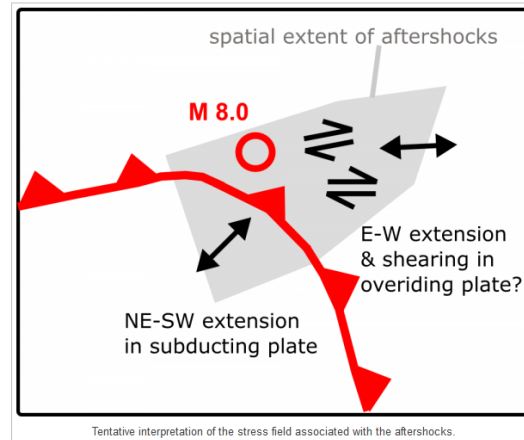 spatial extent of aftershocks
M 8.0
E-W extension
& shearing in
overiding plate?
NE-SW extension
in subducting plate
Tentative interpretation of the stress field associated with the aftershocks.